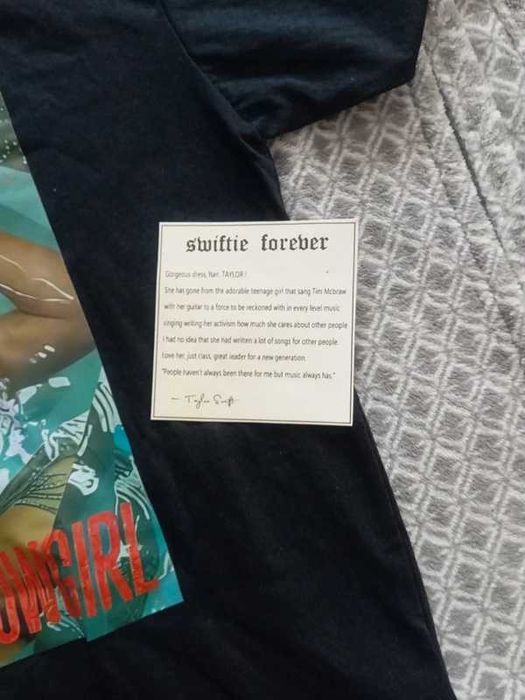 swiftie forever
Gorgeous dress, hair, TAYLOR !
She has gone from the adorable teenage girl that sang Tim Mcbraw
with her guitar to a force to be reckoned with in every level music
singing writing her activism how much she cares about other people
I had no idea that she had written a lot of songs for other people.
Love her, just class, great leader for a new generation.
"People haven't always been there for me but music always has."
— Taylor Swift
OWGIRL